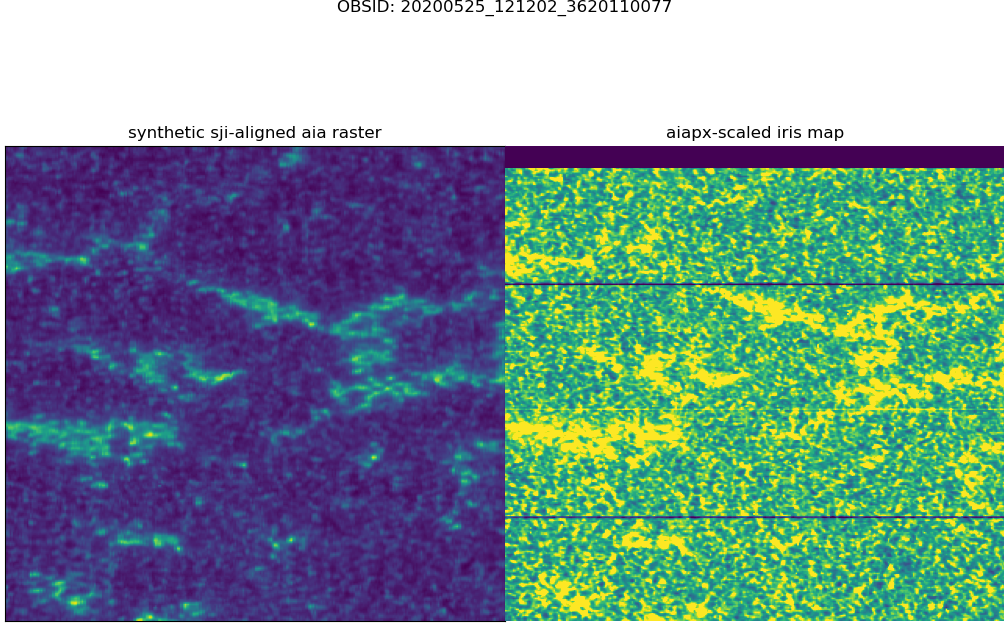 OBSID: 20200525_121202_3620110077
synthetic sji-aligned aia raster
aiapx-scaled iris map